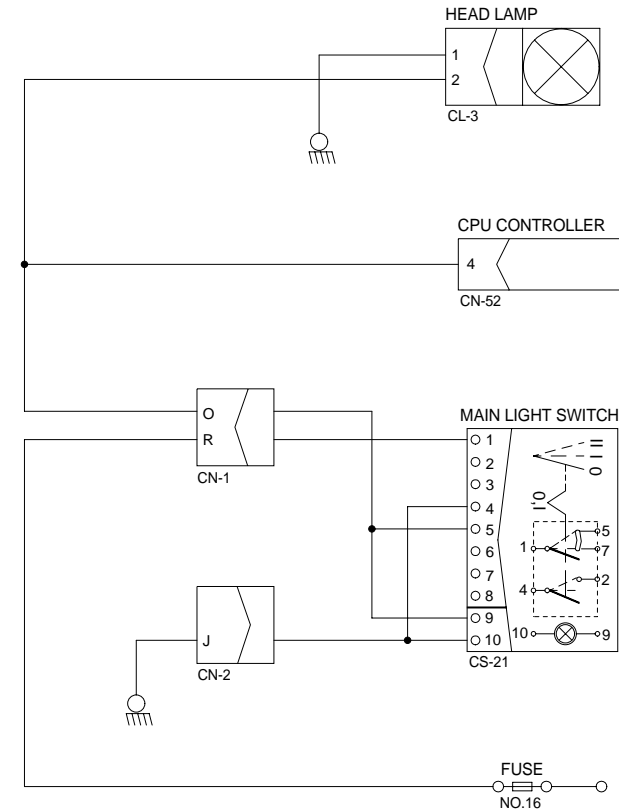 HEAD LAMP
1
2
CL-3
CPU CONTROLLER
4
CN-52
MAIN LIGHT SWITCH
O
R
CN-1
1
2
3
4
5
6
7
8
9
10
0 I II
0,I
5
1
7
4
2
10
9
CS-21
J
CN-2
FUSE
NO.16